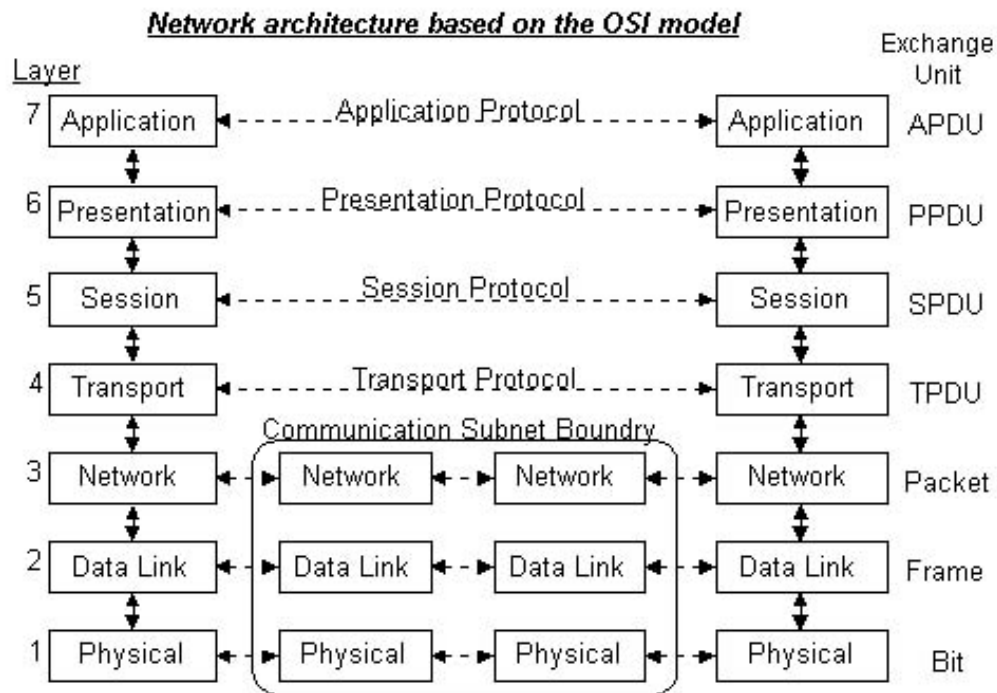 Network architecture based on the OSI model
Exchange
Unit
Layer
7 Application Application Protocol Application APDU
6 Presentation Presentation Protocol Presentation PPDU
5 Session Session Protocol Session SPDU
4 Transport Transport Protocol Transport TPDU
Communication Subnet Boundry
3 Network Network Network Network Packet
2 Data Link Data Link Data Link Data Link Frame
1 Physical Physical Physical Physical Bit